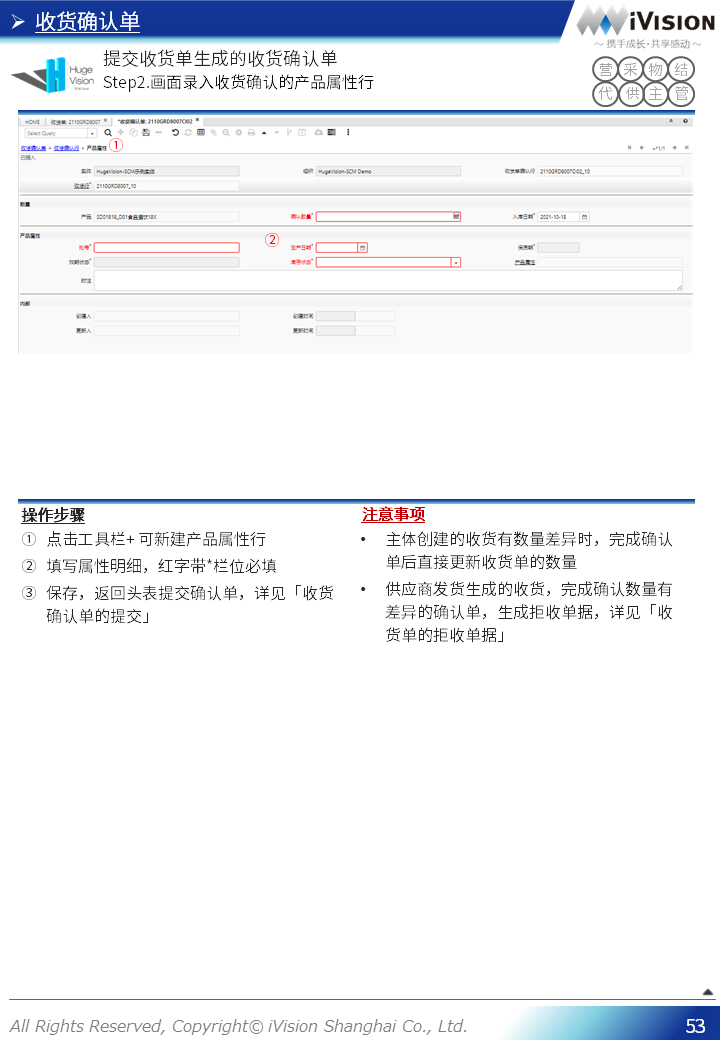 收货确认单
iVISION
～ 携手成长·共享感动 ～
Huge
Vision
提交收货单生成的收货确认单
Step2.画面录入收货确认的产品属性行
营 采 物 结
代 供 主 管
HOME 收货单: 2110GRD8007 *收货确认单: 2110GRD8007CI02
Select Query
收货确认单 » 收货确认行 » 产品属性 ①
+*1/1
已插入
实体 HugeVision-SCM示例实体 组织 HugeVision-SCM Demo 收货单确认行 2110GRD8007CI02_10
收货行* 2110GRD8007_10
数量
产品 SD01818_D01食品蛋饮18X 确认数量* 入库日期* 2021-10-18
产品属性 ②
批号* 生产日期* 保质期*
效期状态* 库存状态* 产品属性
附注
内部
创建人 创建时间
更新人 更新时间
操作步骤
① 点击工具栏+ 可新建产品属性行
② 填写属性明细，红字带*栏位必填
③ 保存，返回头表提交确认单，详见「收货
确认单的提交」
注意事项
• 主体创建的收货有数量差异时，完成确认
单后直接更新收货单的数量
• 供应商发货生成的收货，完成确认数量有
差异的确认单，生成拒收单据，详见「收
货单的拒收单据」
All Rights Reserved, Copyright© iVision Shanghai Co., Ltd.
53